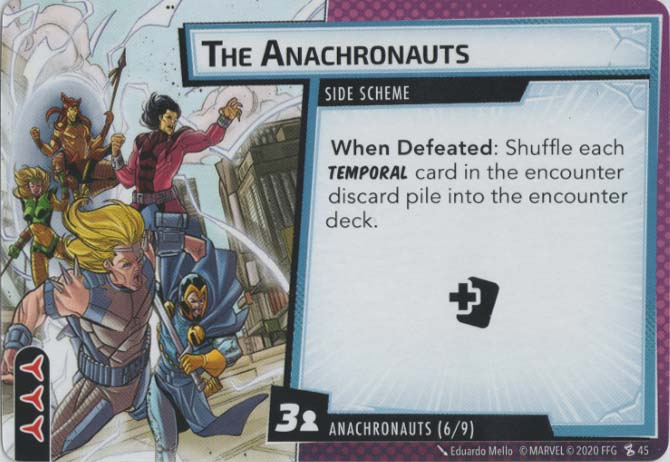 THE ANACHRONAUTS
SIDE SCHEME
When Defeated: Shuffle each
TEMPORAL card in the encounter
discard pile into the encounter
deck.
3
ANACHRONAUTS (6/9)
Eduardo Mello © MARVEL © 2020 FFG 45